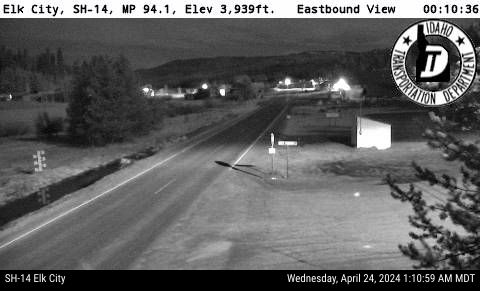 Elk City, SH-14, MP 94.1, Elev 3,939ft. Eastbound View 00:10:36
IDAHO
TRANSPORTATION DEPARTMENT
SH-14 Elk City Wednesday, April 24, 2024 1:10:59 AM MDT